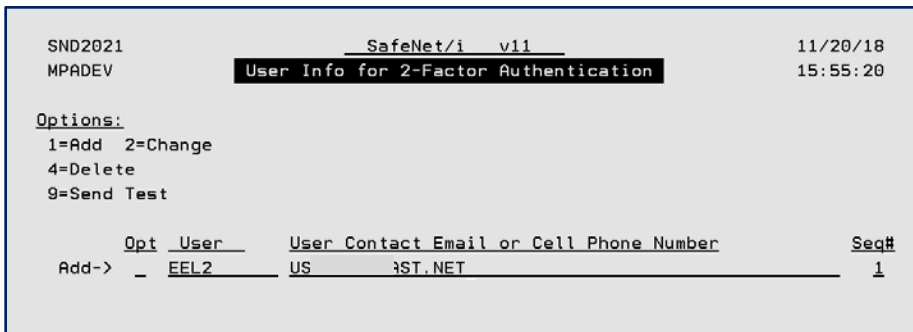 SND2021 SafeNet/i v11 11/20/18
MPADEV User Info for 2-Factor Authentication 15:55:20
Options:
1=Add 2=Change
4=Delete
9=Send Test
Opt User User Contact Email or Cell Phone Number Seq#
Add-> _ EEL2 US ST.NET 1